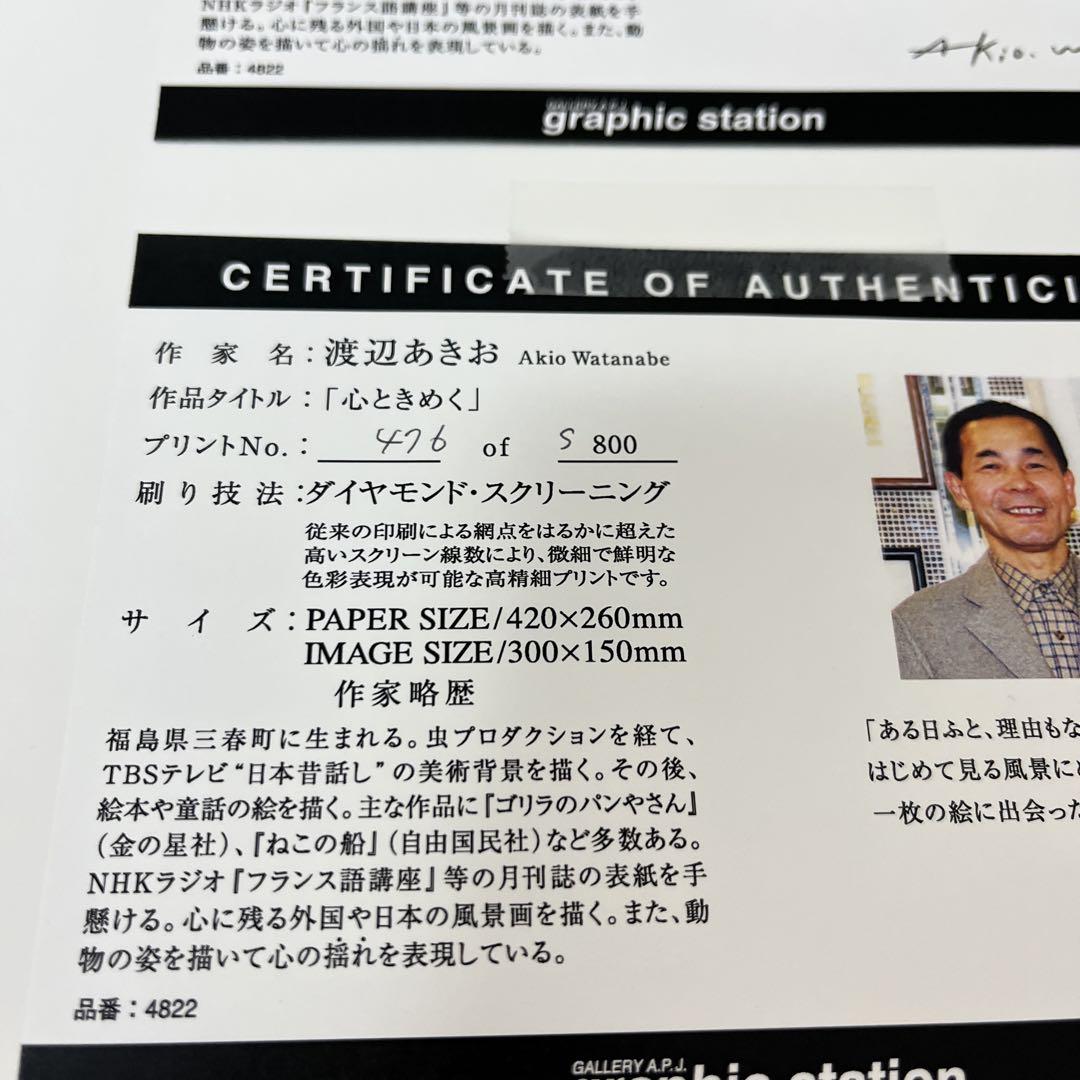 NHKラジオ『フランス語講座』等の月刊誌の表紙を手
懸ける。心に残る外国や日本の風景画を描く。また、動
物の姿を描いて心の揺れを表現している。
品番：4822
Akio. W
GALLERY A.P.J.
graphic station
CERTIFICATE OF AUTHENTICI
作家名：渡辺あきお Akio Watanabe
作品タイトル：「心ときめく」
プリントNo.： 476 of S 800
刷り技法：ダイヤモンド・スクリーニング
従来の印刷による網点をはるかに超えた
高いスクリーン線数により、微細で鮮明な
色彩表現が可能な高精細プリントです。
サイズ：PAPER SIZE/420×260mm
IMAGE SIZE/300×150mm
作家略歴
福島県三春町に生まれる。虫プロダクションを経て、
TBSテレビ“日本昔話し”の美術背景を描く。その後、
絵本や童話の絵を描く。主な作品に『ゴリラのパンやさん』
（金の星社）、『ねこの船』（自由国民社）など多数ある。
NHKラジオ『フランス語講座』等の月刊誌の表紙を手
懸ける。心に残る外国や日本の風景画を描く。また、動
物の姿を描いて心の揺れを表現している。
品番：4822
「ある日ふと、理由もな
はじめて見る風景に
一枚の絵に出会った
GALLERY A.P.J.
graphic station